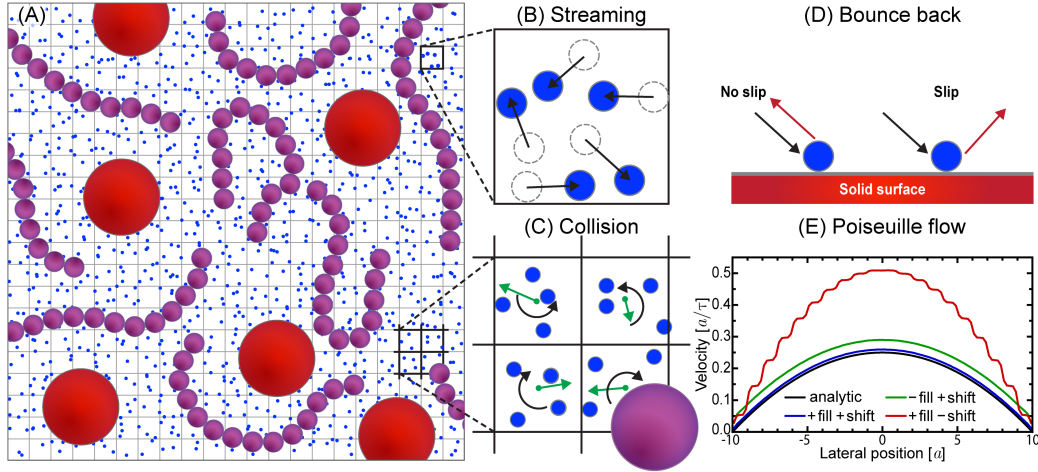 (A)
(B) Streaming
(C) Collision
(D) Bounce back
No slip
Slip
Solid surface
(E) Poiseuille flow
Velocity [a/τ]
0.5
0.4
0.3
0.2
0.1
0.0
analytic
−fill +shift
+fill +shift
+fill −shift
-10
-5
0
5
10
Lateral position [a]